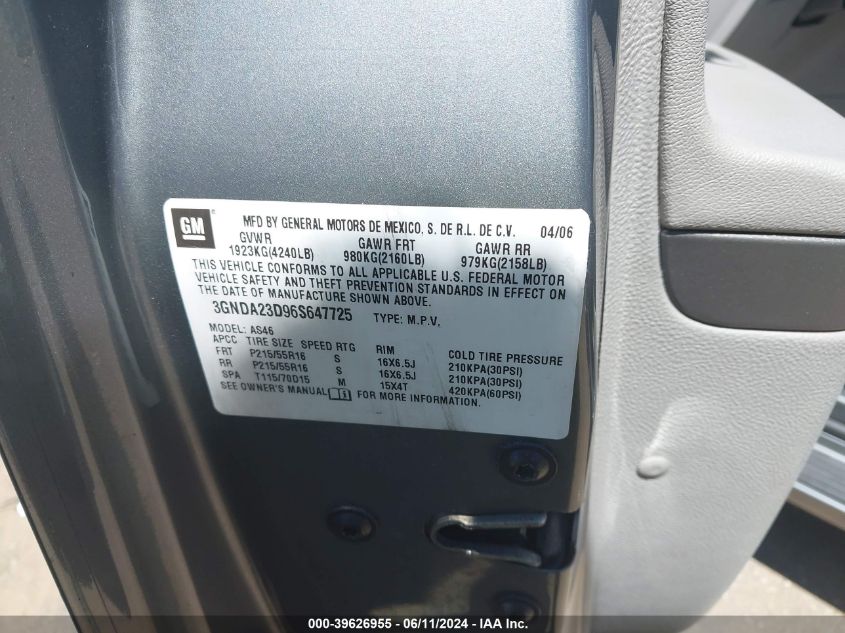 GM
MFD BY GENERAL MOTORS DE MEXICO, S. DE R.L. DE C.V. 04/06
GVWR GAWR FRT GAWR RR
1923KG(4240LB) 980KG(2160LB) 979KG(2158LB)
THIS VEHICLE CONFORMS TO ALL APPLICABLE U.S. FEDERAL MOTOR
VEHICLE SAFETY AND THEFT PREVENTION STANDARDS IN EFFECT ON
THE DATE OF MANUFACTURE SHOWN ABOVE.
3GNDA23D96S647725 TYPE: M.P.V,
MODEL: AS46
APCC TIRE SIZE SPEED RTG RIM COLD TIRE PRESSURE
FRT P215/55R16 S 16X6.5J 210KPA(30PSI)
RR P215/55R16 S 16X6.5J 210KPA(30PSI)
SPA T115/70D15 M 15X4T 420KPA(60PSI)
SEE OWNER'S MANUAL FOR MORE INFORMATION.
000-39626955 - 06/11/2024 - IAA Inc.